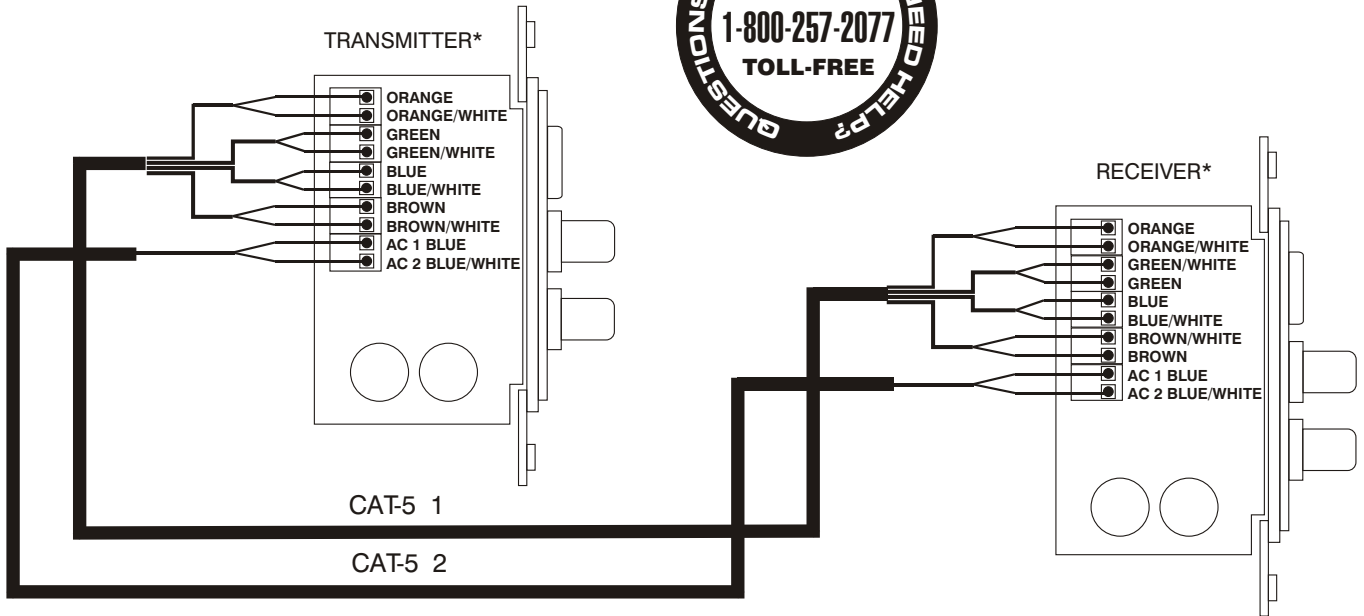 QUESTIONS
NEED HELP?
1-800-257-2077
TOLL-FREE
TRANSMITTER*
ORANGE
ORANGE/WHITE
GREEN
GREEN/WHITE
BLUE
BLUE/WHITE
BROWN
BROWN/WHITE
AC 1 BLUE
AC 2 BLUE/WHITE
RECEIVER*
ORANGE
ORANGE/WHITE
GREEN/WHITE
GREEN
BLUE
BLUE/WHITE
BROWN/WHITE
BROWN
AC 1 BLUE
AC 2 BLUE/WHITE
CAT-5 1
CAT-5 2